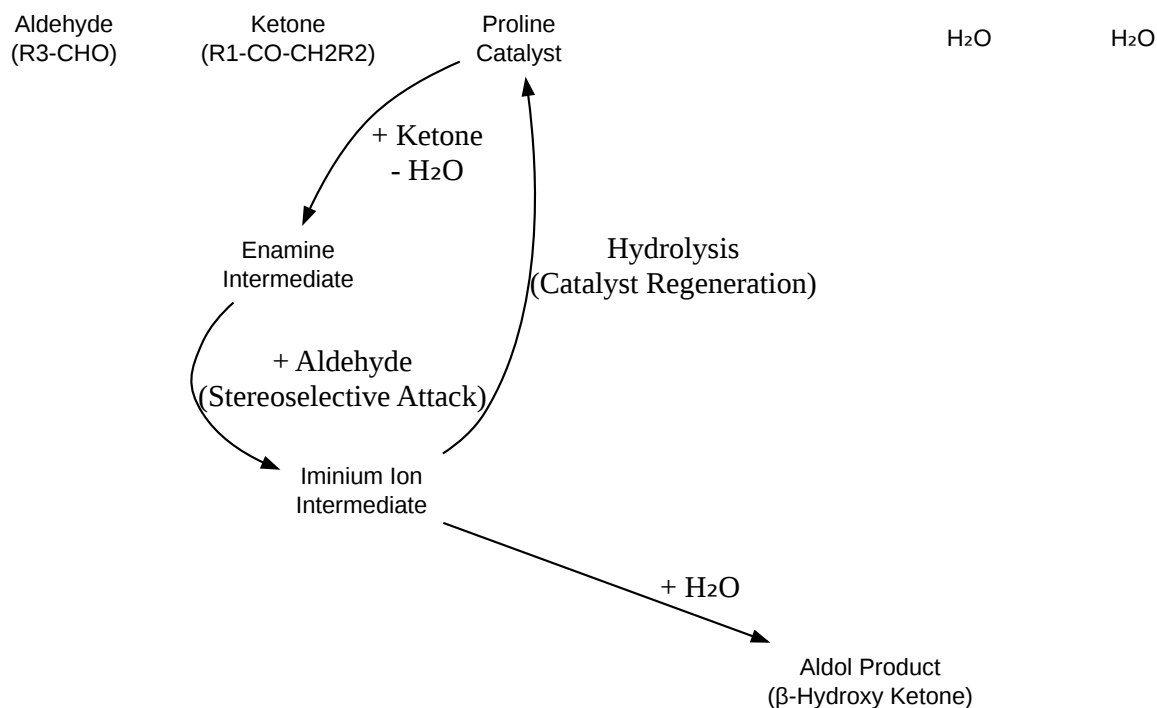 Aldehyde
(R3-CHO)
Ketone
(R1-CO-CH2R2)
Proline
Catalyst
H₂O
H₂O
+ Ketone
- H₂O
Enamine
Intermediate
Hydrolysis
(Catalyst Regeneration)
+ Aldehyde
(Stereoselective Attack)
Iminium Ion
Intermediate
+ H₂O
Aldol Product
(β-Hydroxy Ketone)